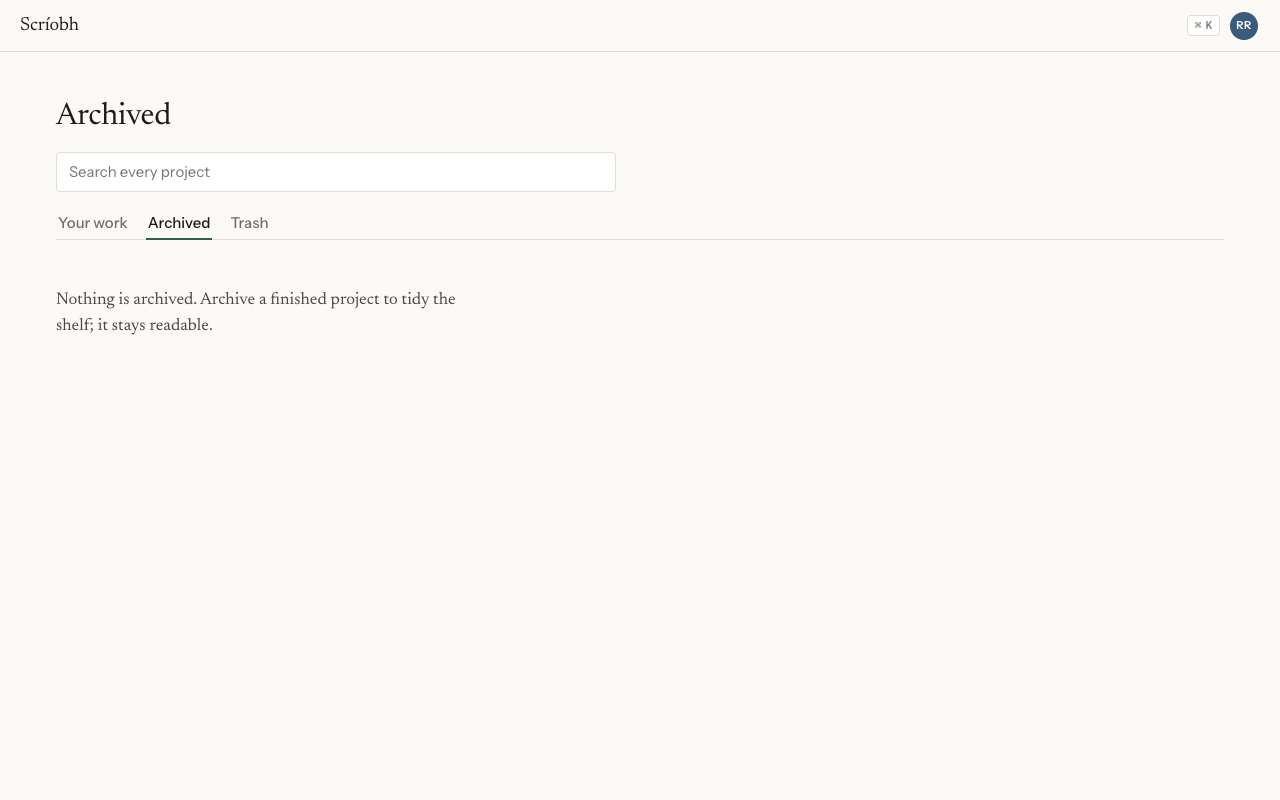 Scríobh
⌘ K
RR
Archived
Search every project
Your work
Archived
Trash
Nothing is archived. Archive a finished project to tidy the
shelf; it stays readable.